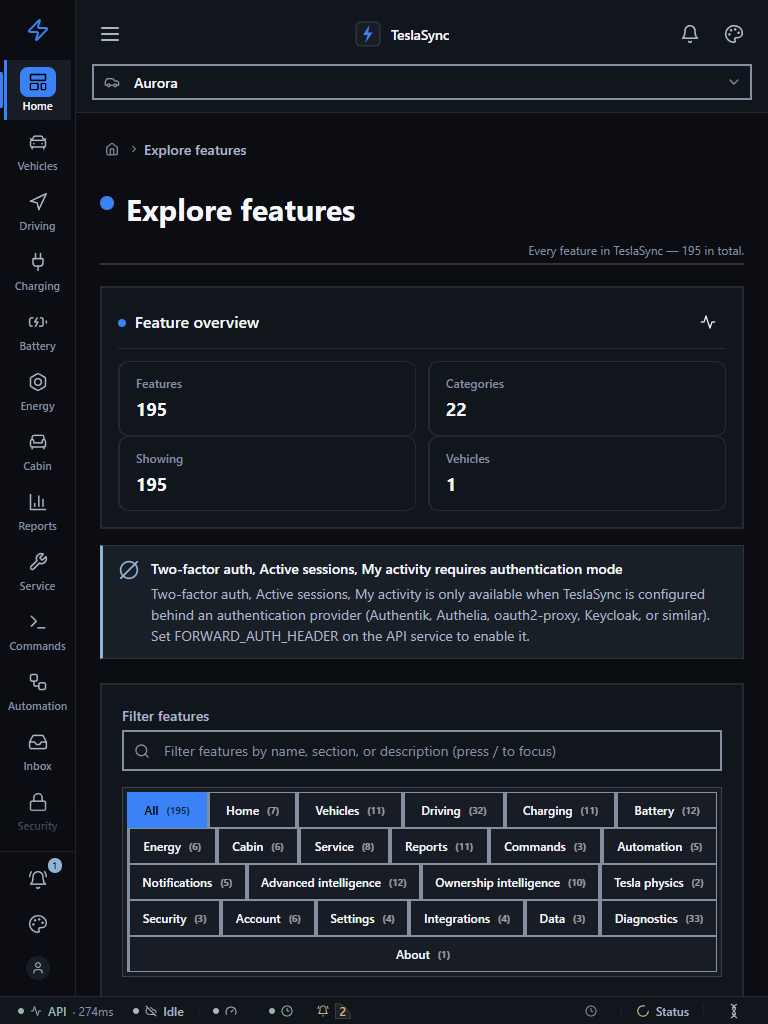 TeslaSync
Aurora
Home
Vehicles
Driving
Charging
Battery
Energy
Cabin
Reports
Service
Commands
Automation
Inbox
Security
1
Explore features
Explore features
Every feature in TeslaSync — 195 in total.
Feature overview
Features
195
Categories
22
Showing
195
Vehicles
1
Two-factor auth, Active sessions, My activity requires authentication mode
Two-factor auth, Active sessions, My activity is only available when TeslaSync is configured
behind an authentication provider (Authentik, Authelia, oauth2-proxy, Keycloak, or similar).
Set FORWARD_AUTH_HEADER on the API service to enable it.
Filter features
Filter features by name, section, or description (press / to focus)
All (195) Home (7) Vehicles (11) Driving (32) Charging (11) Battery (12)
Energy (6) Cabin (6) Service (8) Reports (11) Commands (3) Automation (5)
Notifications (5) Advanced intelligence (12) Ownership intelligence (10) Tesla physics (2)
Security (3) Account (6) Settings (4) Integrations (4) Data (3) Diagnostics (33)
About (1)
API · 274ms Idle 2 Status